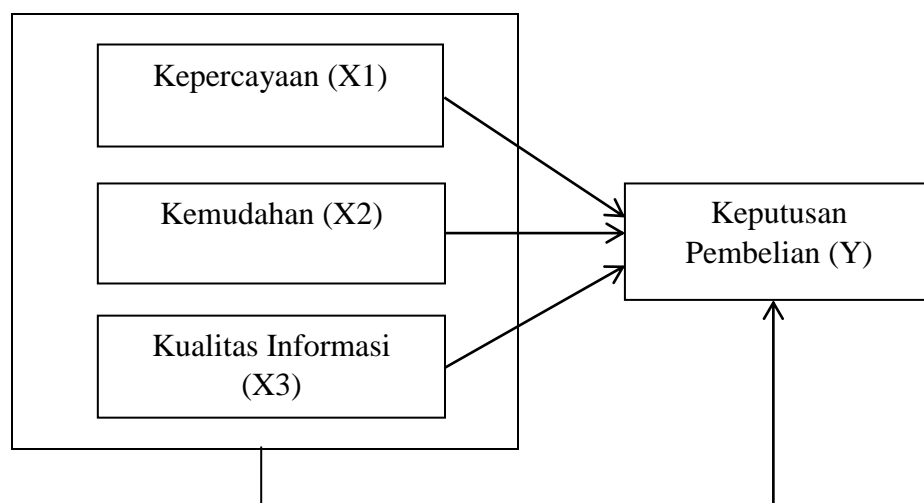 Kepercayaan (X1)
Kemudahan (X2)
Kualitas Informasi
(X3)
Keputusan
Pembelian (Y)